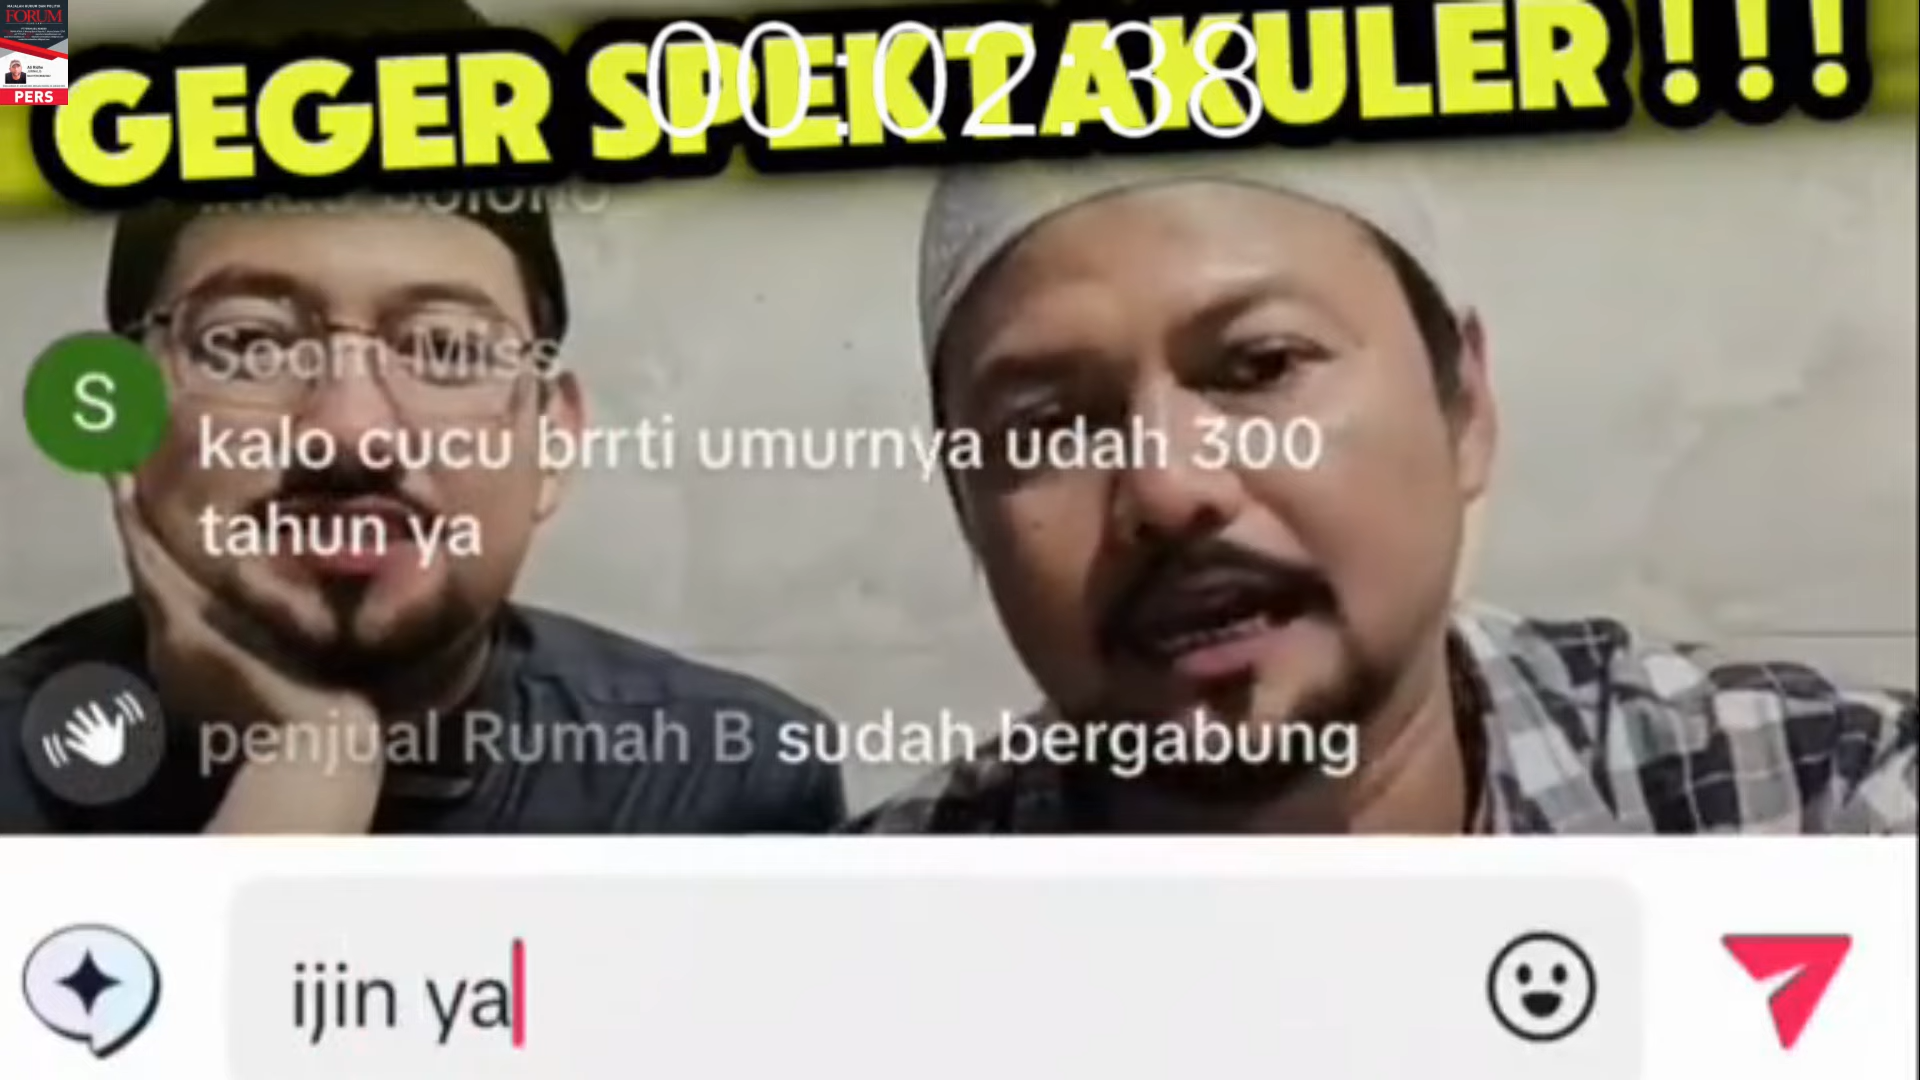 FORUM
PERS
GEGER SPEKTAKULER !!!
00:02:38
Soom Miss
S
kalo cucu brrti umurnya udah 300
tahun ya
penjual Rumah B sudah bergabung
ijin ya